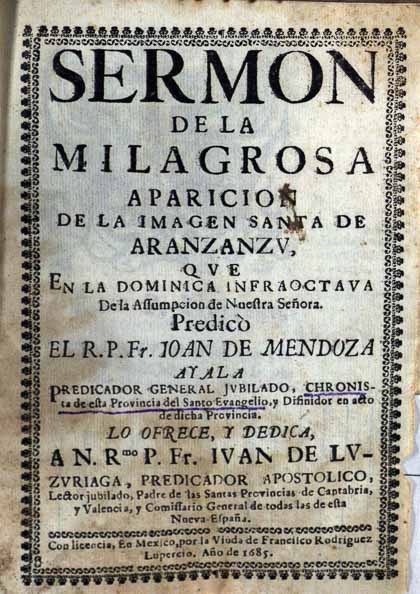 SERMON
DE LA
MILAGROSA
APARICION
DE LA IMAGEN SANTA DE
ARANZANZV,
QVE
EN LA DOMINICA INFRAOCTAVA
De la Assumpcion de Nuestra Señora.
Predicò
EL R. P. Fr. IOAN DE MENDOZA
AYALA
PREDICADOR GENERAL JVBILADO, CHRONIS-
ta de esta Provincia del Santo Evangelio, y Difinidor en acto
de dicha Provincia.
LO OFRECE, Y DEDICA,
A N. Rmo P. Fr. IVAN DE LV-
ZVRIAGA, PREDICADOR APOSTOLICO,
Lector jubilado, Padre de las Santas Provincias de Cantabria,
y Valencia, y Comissario General de todas las de esta
Nueva-España.
Con licencia, En Mexico, por la Viuda de Francisco Rodriguez
Lupercio. Año de 1685.